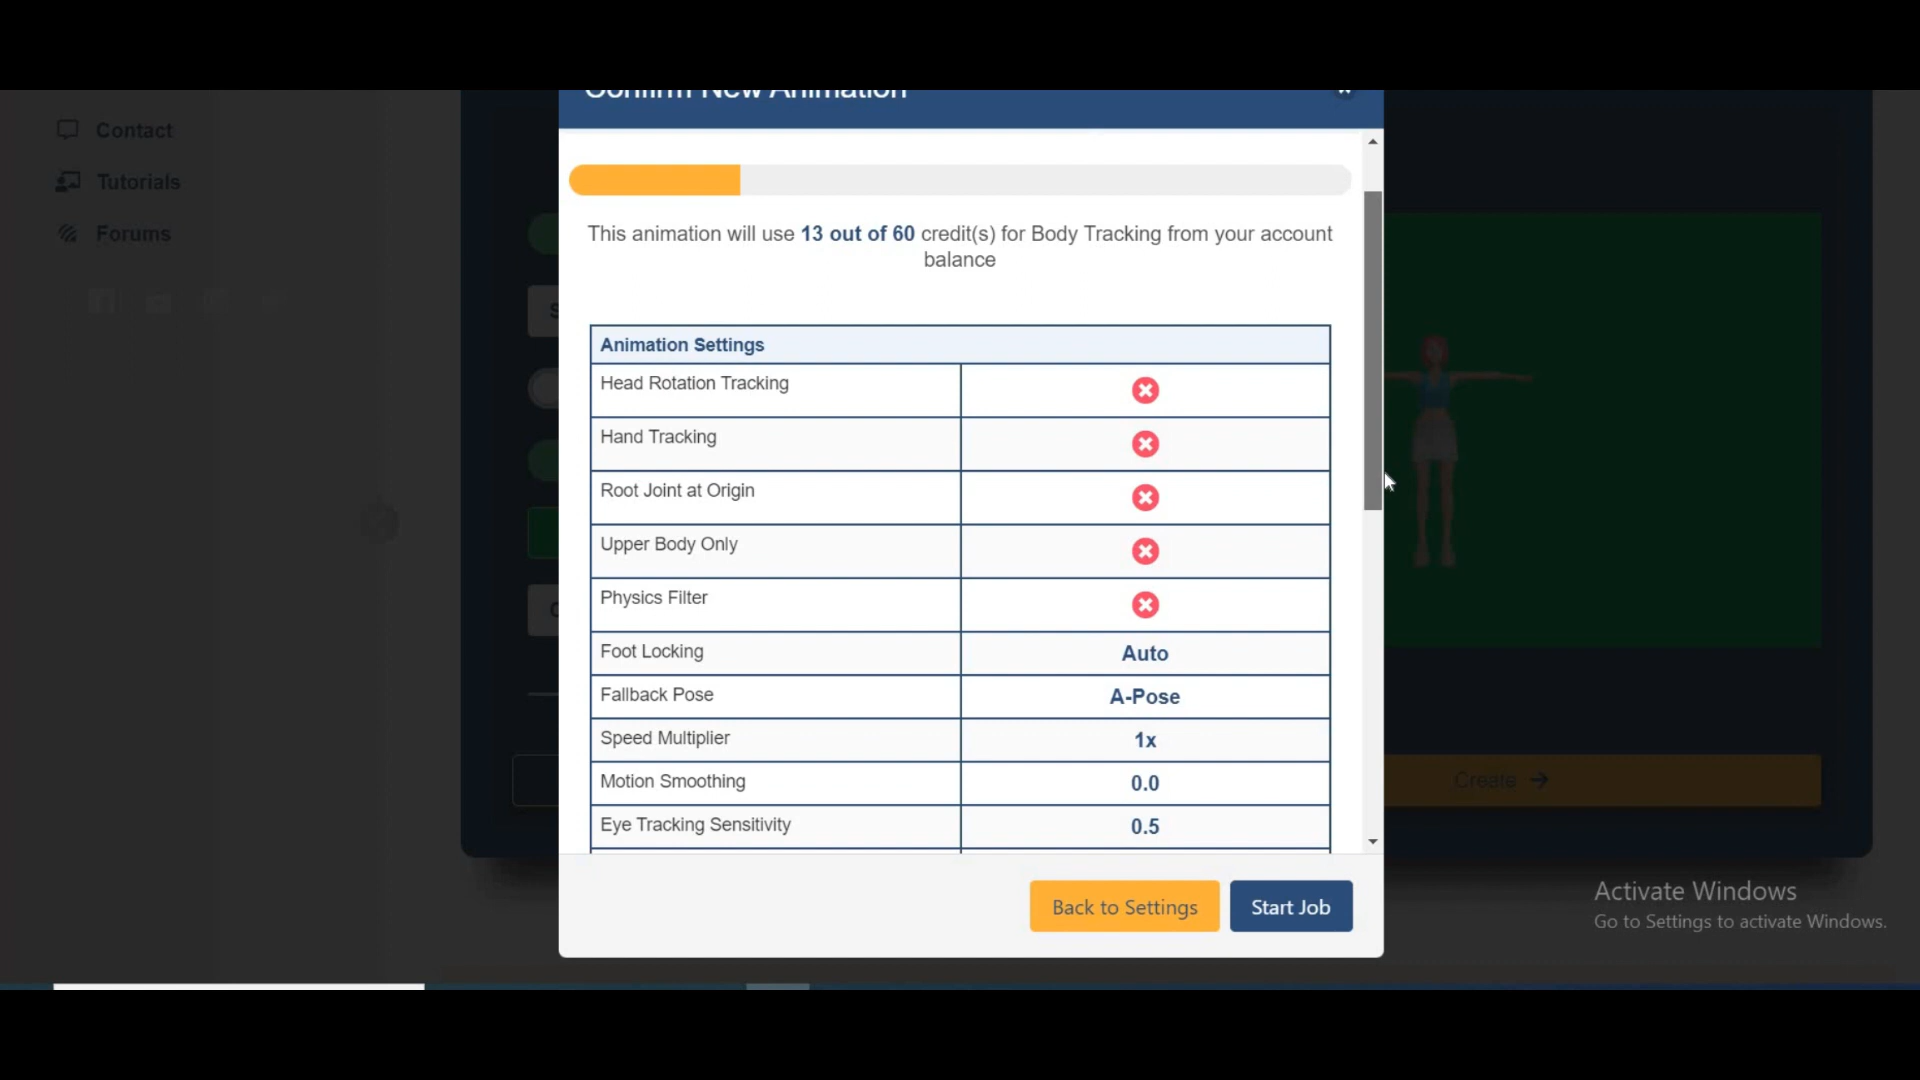 Confirm New Animation
Contact
Tutorials
Forums
This animation will use 13 out of 60 credit(s) for Body Tracking from your account
balance
Animation Settings
Head Rotation Tracking
Hand Tracking
Root Joint at Origin
Upper Body Only
Physics Filter
Foot Locking Auto
Fallback Pose A-Pose
Speed Multiplier 1x
Motion Smoothing 0.0
Eye Tracking Sensitivity 0.5
Create
Back to Settings
Start Job
Activate Windows
Go to Settings to activate Windows.